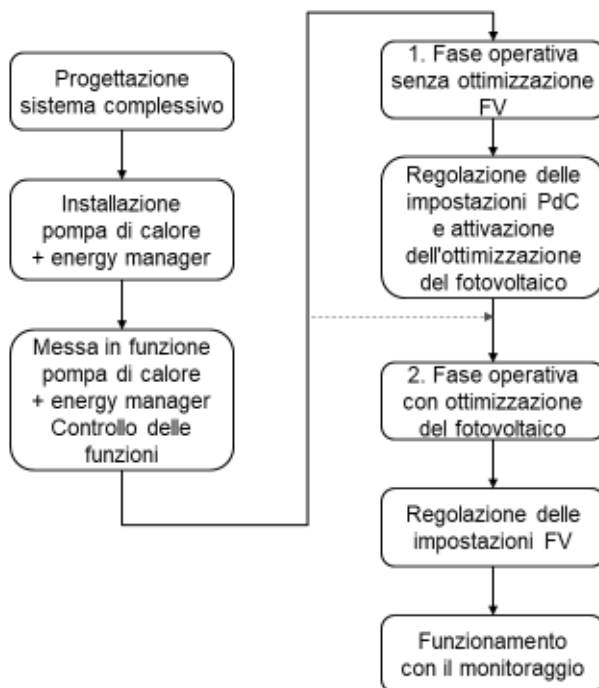 Progettazione
sistema complessivo
Installazione
pompa di calore
+ energy manager
Messa in funzione
pompa di calore
+ energy manager
Controllo delle
funzioni
1. Fase operativa
senza ottimizzazione
FV
Regolazione delle
impostazioni PdC
e attivazione
dell'ottimizzazione
del fotovoltaico
2. Fase operativa
con ottimizzazione
del fotovoltaico
Regolazione delle
impostazioni FV
Funzionamento
con il monitoraggio